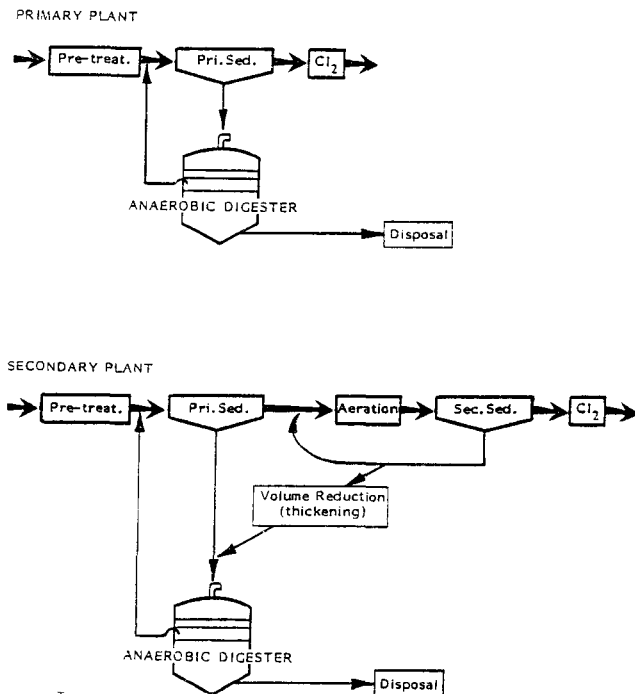 PRIMARY PLANT
Pre-treat.
Pri.Sed.
Cl2
ANAEROBIC DIGESTER
Disposal
SECONDARY PLANT
Pre-treat.
Pri.Sed.
Aeration
Sec.Sed.
Cl2
Volume Reduction
(thickening)
ANAEROBIC DIGESTER
Disposal